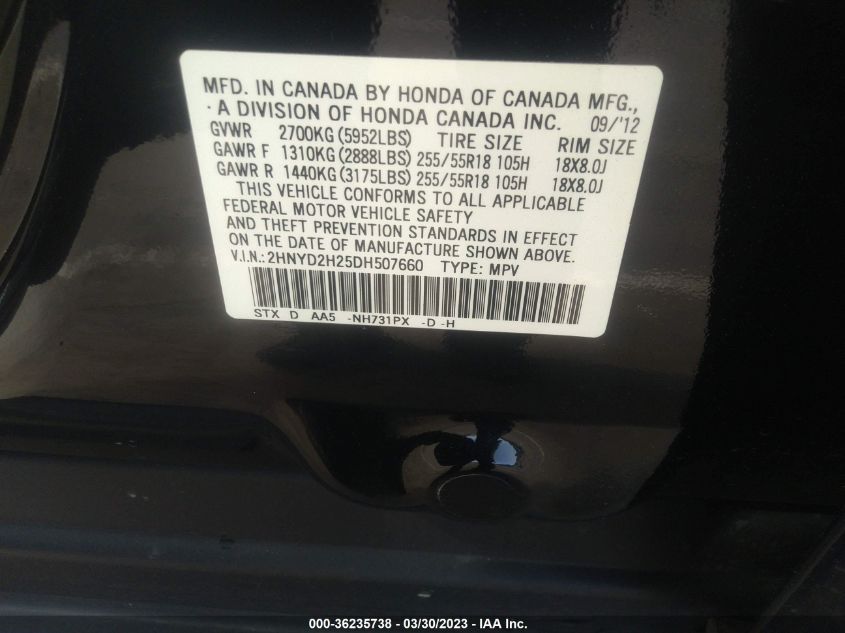 MFD. IN CANADA BY HONDA OF CANADA MFG.,
· A DIVISION OF HONDA CANADA INC. 09/'12
GVWR 2700KG (5952LBS) TIRE SIZE RIM SIZE
GAWR F 1310KG (2888LBS) 255/55R18 105H 18X8.0J
GAWR R 1440KG (3175LBS) 255/55R18 105H 18X8.0J
THIS VEHICLE CONFORMS TO ALL APPLICABLE
FEDERAL MOTOR VEHICLE SAFETY
AND THEFT PREVENTION STANDARDS IN EFFECT
ON THE DATE OF MANUFACTURE SHOWN ABOVE.
V.I.N.: 2HNYD2H25DH507660 TYPE: MPV
STX D AA5 -NH731PX -D -H
000-36235738 - 03/30/2023 - IAA Inc.